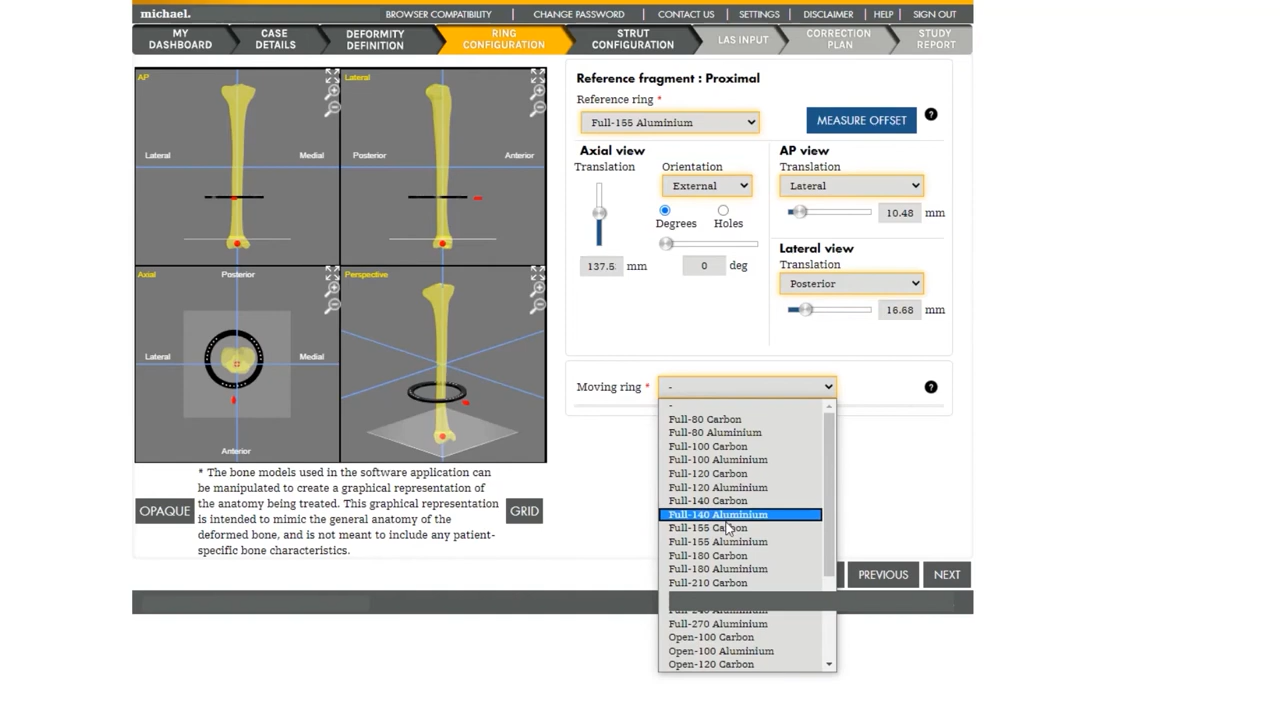 michael.
BROWSER COMPATIBILITY | CHANGE PASSWORD | CONTACT US | SETTINGS | DISCLAIMER | HELP | SIGN OUT
MY DASHBOARD
CASE DETAILS
DEFORMITY DEFINITION
RING CONFIGURATION
STRUT CONFIGURATION
LAS INPUT
CORRECTION PLAN
STUDY REPORT
AP
Lateral
Medial
Lateral
Posterior
Anterior
Axial
Posterior
Lateral
Medial
Anterior
Perspective
* The bone models used in the software application can
be manipulated to create a graphical representation of
the anatomy being treated. This graphical representation
is intended to mimic the general anatomy of the
deformed bone, and is not meant to include any patient-
specific bone characteristics.
OPAQUE
GRID
Reference fragment : Proximal
Reference ring *
Full-155 Aluminium
MEASURE OFFSET
?
Axial view
Translation
137.5 mm
Orientation
External
Degrees
Holes
0 deg
AP view
Translation
Lateral
10.48 mm
Lateral view
Translation
Posterior
16.68 mm
Moving ring *
-
?
-
Full-80 Carbon
Full-80 Aluminium
Full-100 Carbon
Full-100 Aluminium
Full-120 Carbon
Full-120 Aluminium
Full-140 Carbon
Full-140 Aluminium
Full-155 Carbon
Full-155 Aluminium
Full-180 Carbon
Full-180 Aluminium
Full-210 Carbon
Full-270 Aluminium
Open-100 Carbon
Open-100 Aluminium
Open-120 Carbon
PREVIOUS
NEXT